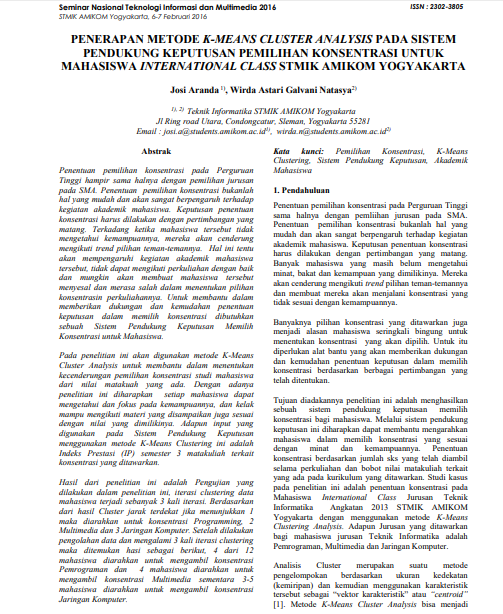 Seminar Nasional Teknologi Informasi dan Multimedia 2016
ISSN : 2302-3805
STMIK AMIKOM Yogyakarta, 6-7 Februari 2016
PENERAPAN METODE K-MEANS CLUSTER ANALYSIS PADA SISTEM
PENDUKUNG KEPUTUSAN PEMILIHAN KONSENTRASI UNTUK
MAHASISWA INTERNATIONAL CLASS STMIK AMIKOM YOGYAKARTA
Josi Aranda 1), Wirda Astari Galvani Natasya2)
1), 2) Teknik Informatika STMIK AMIKOM Yogyakarta
Jl Ring road Utara, Condongcatur, Sleman, Yogyakarta 55281
Email : josi.a@students.amikom.ac.id1), wirda.n@students.amikom.ac.id2)
Abstrak
Penentuan pemilihan konsentrasi pada Perguruan
Tinggi hampir sama halnya dengan pemilihan jurusan
pada SMA. Penentuan pemilihan konsentrasi bukanlah
hal yang mudah dan akan sangat berpengaruh terhadap
kegiatan akademik mahasiswa. Keputusan penentuan
konsentrasi harus dilakukan dengan pertimbangan yang
matang. Terkadang ketika mahasiswa tersebut tidak
mengetahui kemampuannya, mereka akan cenderung
mengikuti trend pilihan teman-temannya. Hal ini tentu
akan mempengaruhi kegiatan akademik mahasiswa
tersebut, tidak dapat mengikuti perkuliahan dengan baik
dan mungkin akan membuat mahasiswa tersebut
menyesal dan merasa salah dalam menentukan pilihan
konsentrasin perkuliahannya. Untuk membantu dalam
memberikan dukungan dan kemudahan penentuan
keputusan dalam memilih konsentrasi dibutuhkan
sebuah Sistem Pendukung Keputusan Memilih
Konsentrasi untuk Mahasiswa.
Pada penelitian ini akan digunakan metode K-Means
Cluster Analysis untuk membantu dalam menentukan
kecenderungan pemilihan konsentrasi studi mahasiswa
dari nilai matakuah yang ada. Dengan adanya
penelitian ini diharapkan setiap mahasiswa dapat
mengetahui dan fokus pada kemampuannya, dan kelak
mampu mengikuti materi yang disampaikan juga sesuai
dengan nilai yang dimilikinya. Adapun input yang
digunakan pada Sistem Pendukung Keputusan
menggunakan metode K-Means Clustering ini adalah
Indeks Prestasi (IP) semester 3 matakuliah terkait
konsentrasi yang ditawarkan.
Hasil dari penelitian ini adalah Pengujian yang
dilakukan dalam penelitian ini, iterasi clustering data
mahasiswa terjadi sebanyak 3 kali iterasi. Berdasarkan
dari hasil Cluster jarak terdekat jika menunjukkan 1
maka diarahkan untuk konsentrasi Programming, 2
Multimedia dan 3 Jaringan Komputer. Setelah dilakukan
pengolahan data dan mengalami 3 kali iterasi clustering
maka ditemukan hasi sebagai berikut, 4 dari 12
mahasiswa diarahkan untuk mengambil konsentrasi
Pemrograman dan 4 mahasiswa diarahkan untuk
mengambil konsentrasi Multimedia sementara 3-5
mahasiswa diarahkan untuk mengambil konsentrasi
Jaringan Komputer.
Kata kunci: Pemilihan Konsentrasi, K-Means
Clustering, Sistem Pendukung Keputusan, Akademik
Mahasiswa
1. Pendahuluan
Penentuan pemilihan konsentrasi pada Perguruan Tinggi
sama halnya dengan pemliihan jurusan pada SMA.
Penentuan pemilihan konsentrasi bukanlah hal yang
mudah dan akan sangat berpengaruh terhadap kegiatan
akademik mahasiswa. Keputusan penentuan konsentrasi
harus dilakukan dengan pertimbangan yang matang.
Banyak mahasiswa yang masih belum mengetahui
minat, bakat dan kemampuan yang dimilikinya. Mereka
akan cenderung mengikuti trend pilihan teman-temannya
dan membuat mereka akan menjalani konsentrasi yang
tidak sesuai dengan kemampuannya.
Banyaknya pilihan konsentrasi yang ditawarkan juga
menjadi alasan mahasiswa seringkali bingung untuk
menentukan konsentrasi yang akan dipilih. Untuk itu
diperlukan alat bantu yang akan memberikan dukungan
dan kemudahan penentuan keputusan dalam memilih
konsentrasi berdasarkan berbagai pertimbangan yang
telah ditentukan.
Tujuan diadakannya penelitian ini adalah menghasilkan
sebuah sistem pendukung keputusan memilih
konsentrasi bagi mahasiswa. Melalui sistem pendukung
keputusan ini diharapkan dapat membantu mengarahkan
mahasiswa dalam memilih konsentrasi yang sesuai
dengan minat dan kemampuannya. Penentuan
konsentrasi berdasarkan jumlah sks yang telah diambil
selama perkuliahan dan bobot nilai matakuliah terkait
yang ada pada kurikulum yang ditawarkan. Studi kasus
pada penelitian ini adalah penentuan konsentrasi pada
Mahasiswa International Class Jurusan Teknik
Informatika Angkatan 2013 STMIK AMIKOM
Yogyakarta dengan menggunakan metode K-Means
Clustering Analysis. Adapun Jurusan yang ditawarkan
bagi mahasiswa jurusan Teknik Informatika adalah
Pemrograman, Multimedia dan Jaringan Komputer.
Analisis Cluster merupakan suatu metode
pengelompokan berdasarkan ukuran kedekatan
(kemiripan) dan kemudian menggunakan karakteristik
tersebut sebagai "vektor karakteristik" atau "centroid"
[1]. Metode K-Means Cluster Analysis bisa menjadi